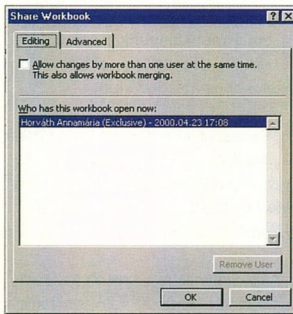 Share Workbook
Editing
Advanced
Allow changes by more than one user at the same time.
This also allows workbook merging.
Who has this workbook open now:
Horváth Annamária (Exclusive) - 2000.04.23 17:08
Remove User
OK
Cancel